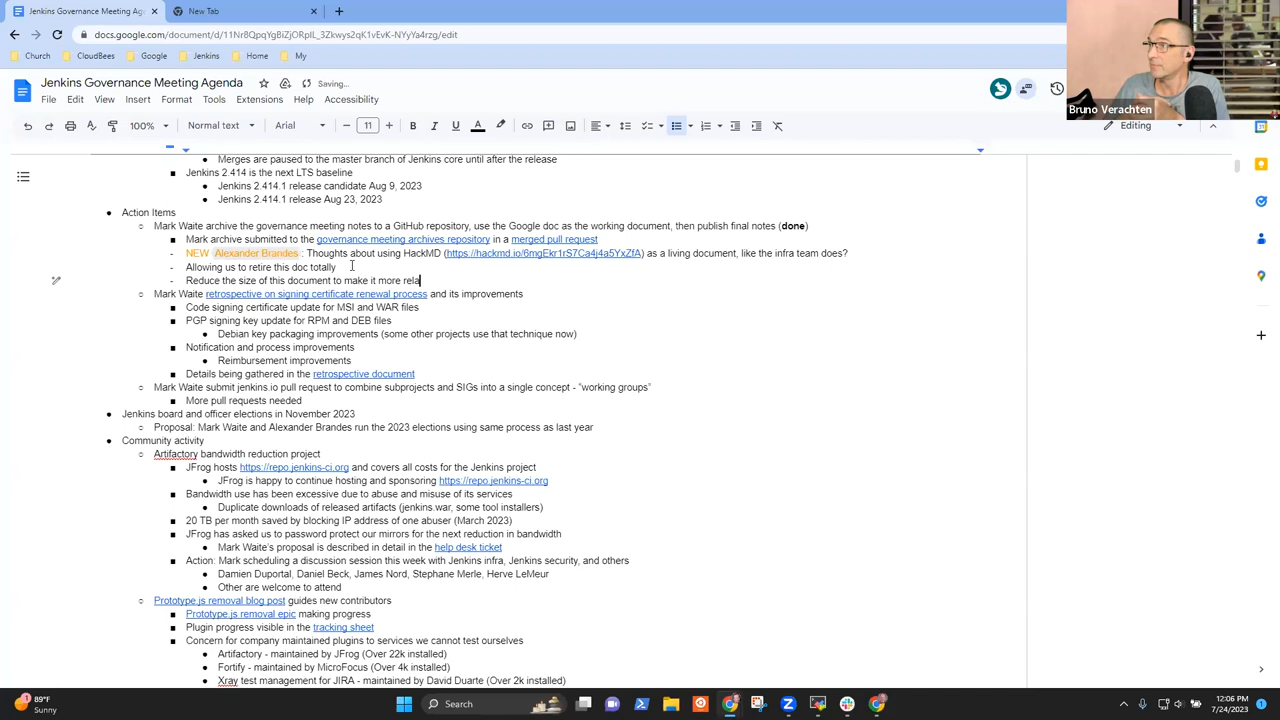 Jenkins Governance Meeting Agenda
New Tab
docs.google.com/document/d/11Nr8QpqYgBiZjORpIL_3Zkwys2qK1vEvK-NYyYa4rzg/edit
Church
CloudBees
Google
Jenkins
Home
Jenkins Governance Meeting Agenda
Saving...
File Edit View Insert Format Tools Extensions Accessibility
100% Normal text Arial 11 B U A Editing
Bruno Verachten
Merges are paused to the master branch of Jenkins core until after the release
Jenkins 2.414 is the next LTS baseline
Jenkins 2.414.1 release candidate Aug 9, 2023
Jenkins 2.414.1 release Aug 23, 2023
Action Items
Mark Waite archive the governance meeting notes to a GitHub repository, use the Google doc as the working document, then publish final notes (done)
Mark archive submitted to the governance meeting archives repository in a merged pull request
- NEW Alexander Brandes : Thoughts about using HackMD (https://hackmd.io/6mgEkr1rS7Ca4j4a5YxZfA) as a living document, like the infra team does?
- Allowing us to retire this doc totally
- Reduce the size of this document to make it more rela
Mark Waite retrospective on signing certificate renewal process and its improvements
Code signing certificate update for MSI and WAR files
PGP signing key update for RPM and DEB files
Debian key packaging improvements (some other projects use that technique now)
Notification and process improvements
Reimbursement improvements
Details being gathered in the retrospective document
Mark Waite submit jenkins.io pull request to combine subprojects and SIGs into a single concept - "working groups"
More pull requests needed
Jenkins board and officer elections in November 2023
Proposal: Mark Waite and Alexander Brandes run the 2023 elections using same process as last year
Community activity
Artifactory bandwidth reduction project
JFrog hosts https://repo.jenkins-ci.org and covers all costs for the Jenkins project
JFrog is happy to continue hosting and sponsoring https://repo.jenkins-ci.org
Bandwidth use has been excessive due to abuse and misuse of its services
Duplicate downloads of released artifacts (jenkins.war, some tool installers)
20 TB per month saved by blocking IP address of one abuser (March 2023)
JFrog has asked us to password protect our mirrors for the next reduction in bandwidth
Mark Waite's proposal is described in detail in the help desk ticket
Action: Mark scheduling a discussion session this week with Jenkins infra, Jenkins security, and others
Damien Duportal, Daniel Beck, James Nord, Stephane Merle, Herve LeMeur
Other are welcome to attend
Prototype.js removal blog post guides new contributors
Prototype.js removal epic making progress
Plugin progress visible in the tracking sheet
Concern for company maintained plugins to services we cannot test ourselves
Artifactory - maintained by JFrog (Over 22k installed)
Fortify - maintained by MicroFocus (Over 4k installed)
Xray test management for JIRA - maintained by David Duarte (Over 2k installed)
89°F
Sunny
Search
12:06 PM
7/24/2023